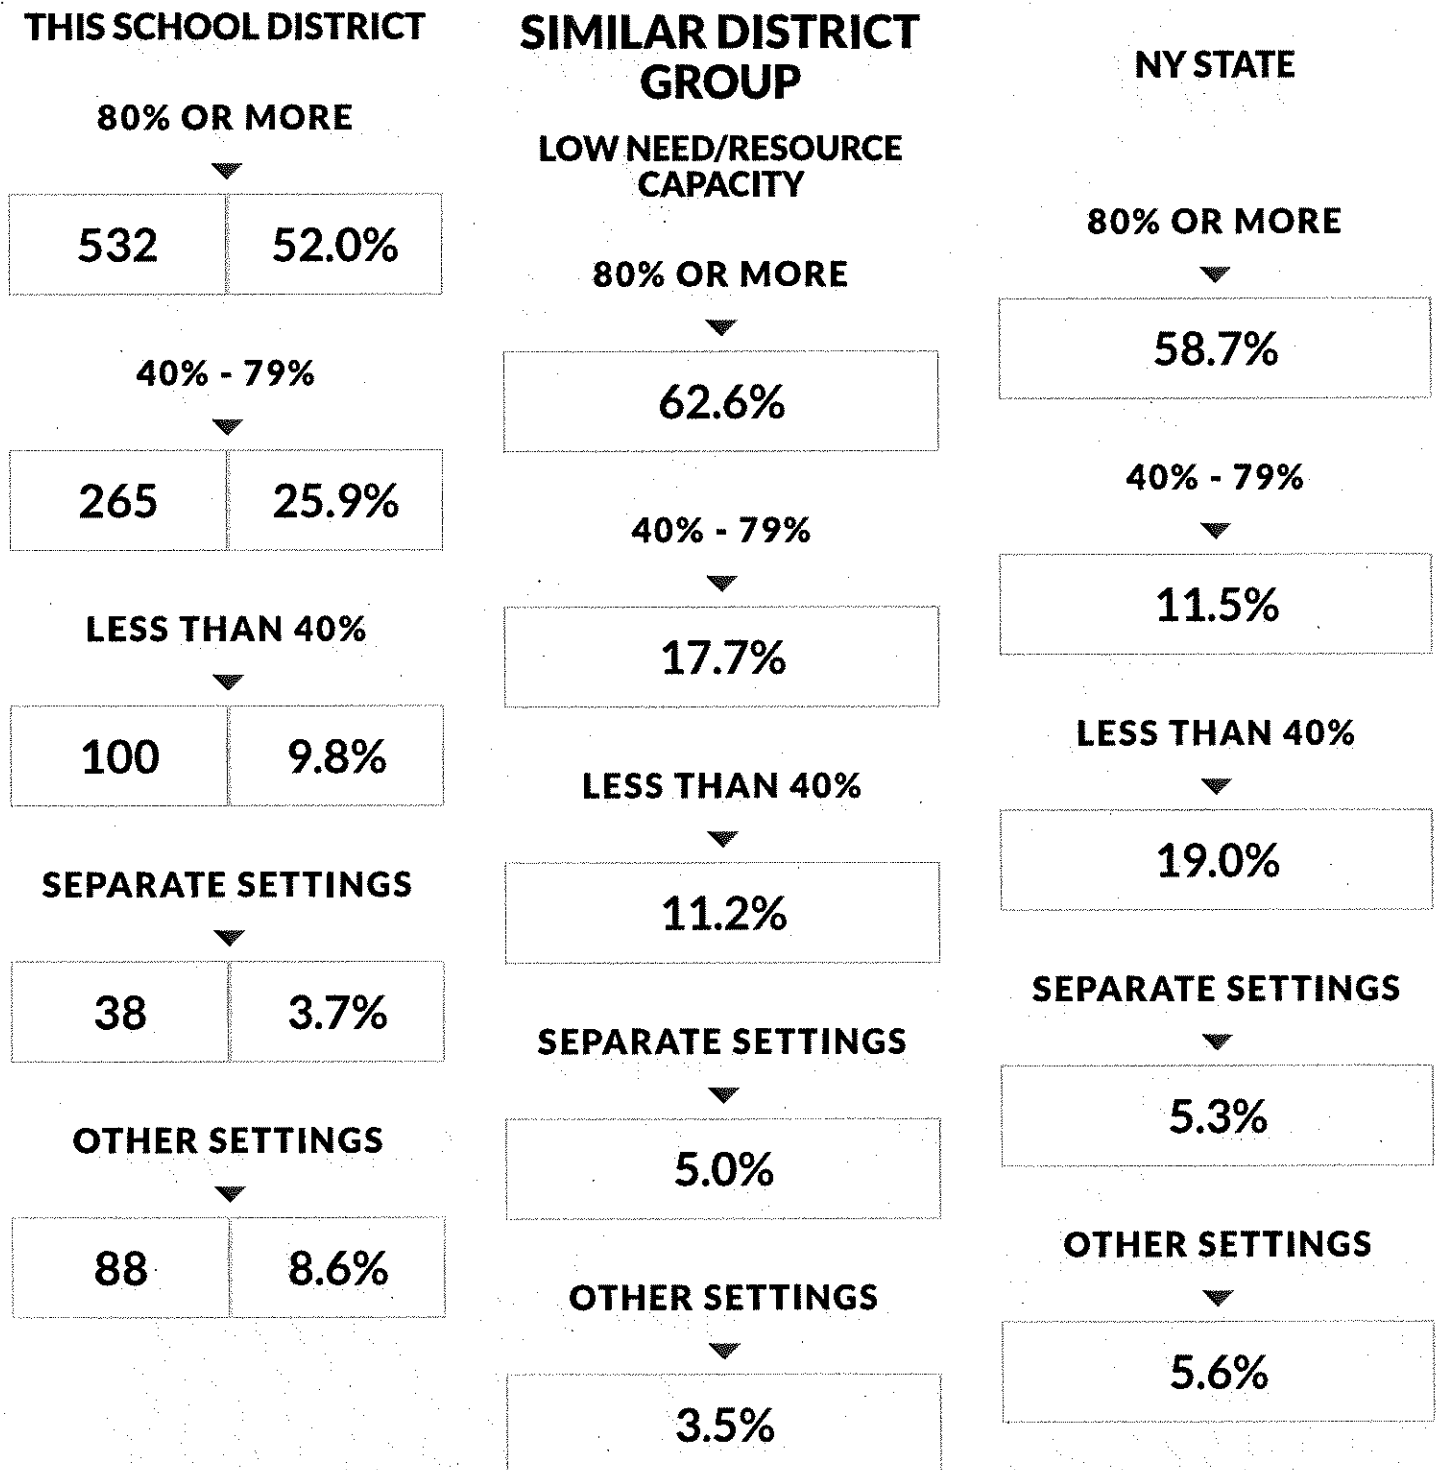 THIS SCHOOL DISTRICT
80% OR MORE
532 52.0%
40% - 79%
265 25.9%
LESS THAN 40%
100 9.8%
SEPARATE SETTINGS
38 3.7%
OTHER SETTINGS
88 8.6%
SIMILAR DISTRICT
GROUP
LOW NEED/RESOURCE
CAPACITY
80% OR MORE
62.6%
40% - 79%
17.7%
LESS THAN 40%
11.2%
SEPARATE SETTINGS
5.0%
OTHER SETTINGS
3.5%
NY STATE
80% OR MORE
58.7%
40% - 79%
11.5%
LESS THAN 40%
19.0%
SEPARATE SETTINGS
5.3%
OTHER SETTINGS
5.6%